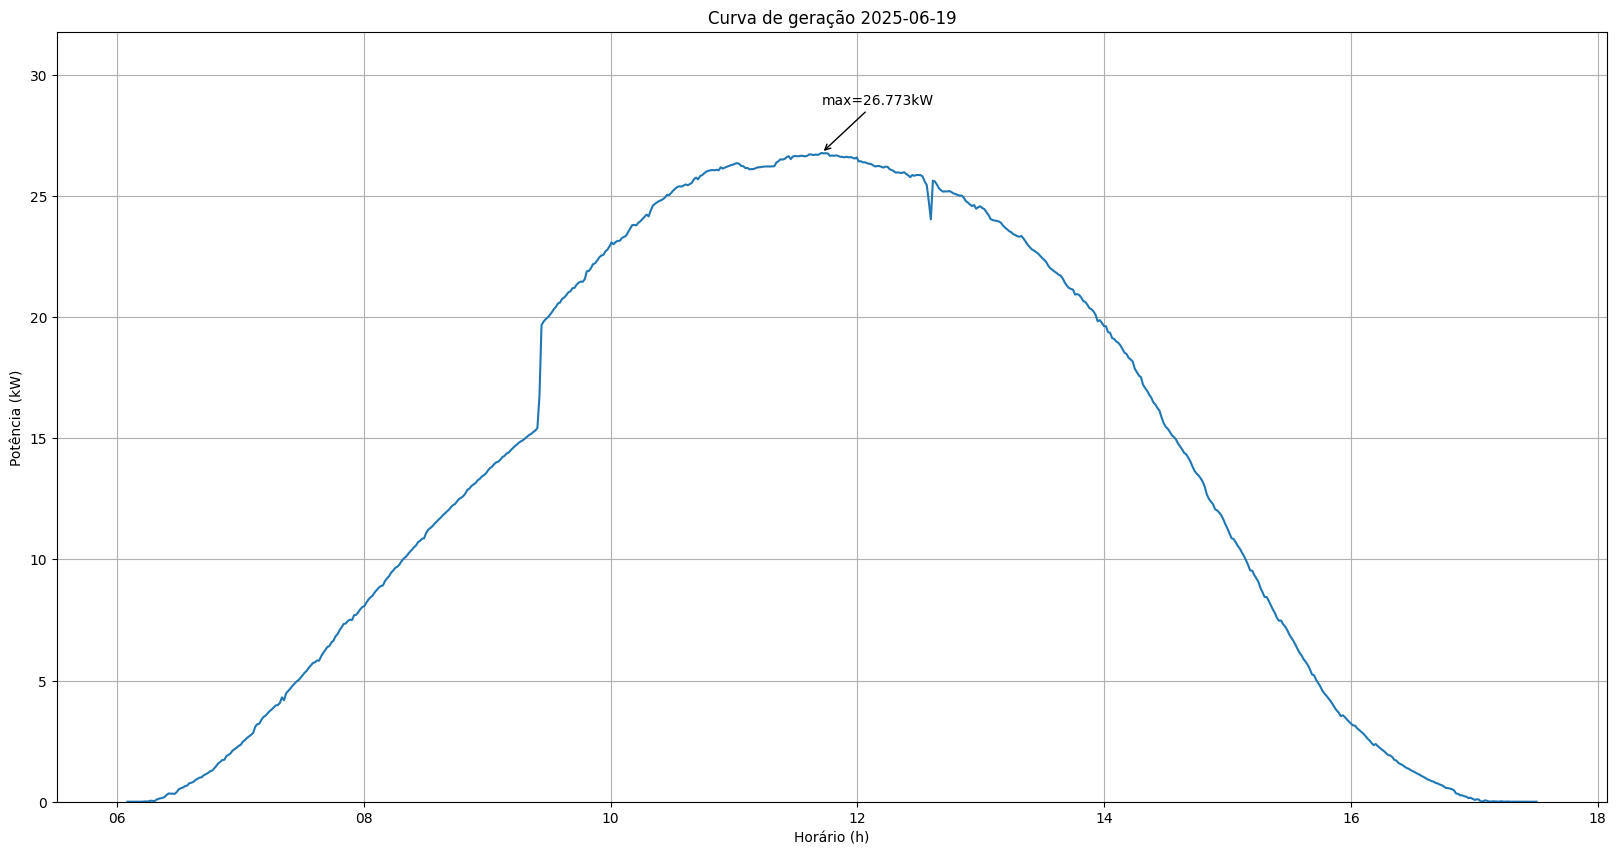 Curva de geração 2025-06-19
30
max=26.773kW
25
20
15
Potência (kW)
10
5
0
06 08 10 12 14 16 18
Horário (h)